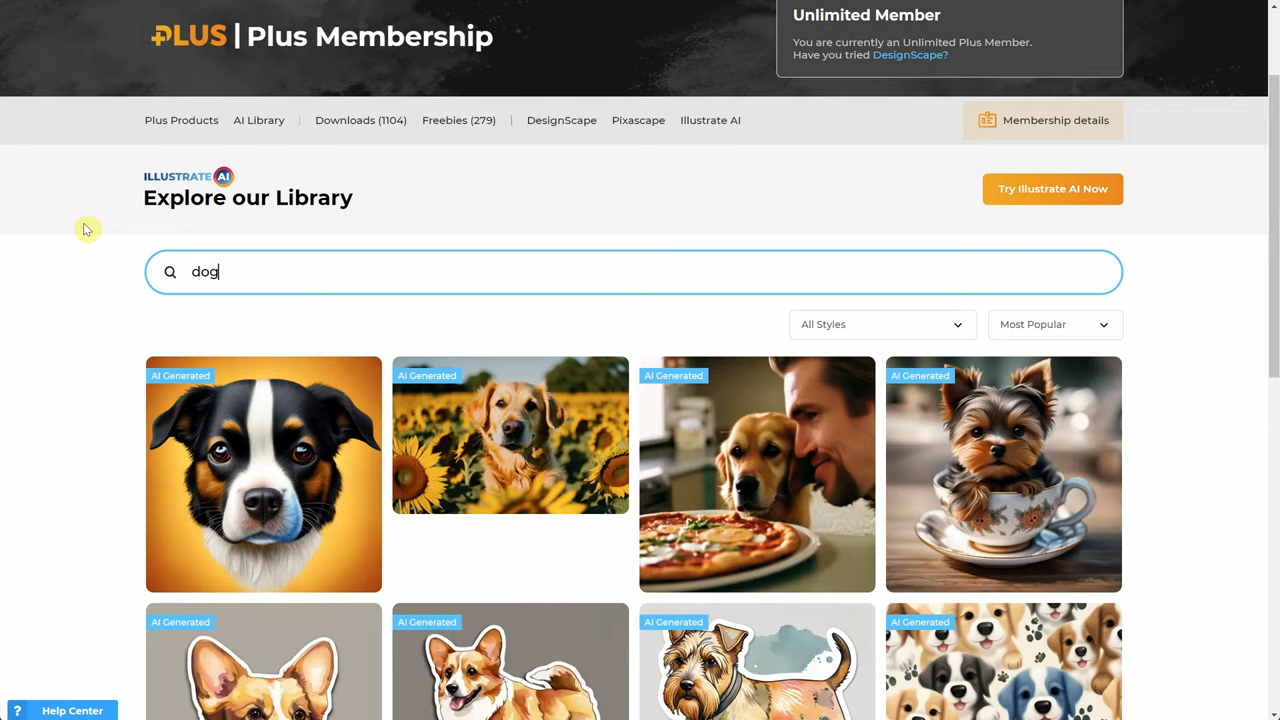 PLUS | Plus Membership
Unlimited Member
You are currently an Unlimited Plus Member.
Have you tried DesignScape?
Plus Products AI Library | Downloads (1104) Freebies (279) | DesignScape Pixascape Illustrate AI
Membership details
ILLUSTRATE AI
Explore our Library
Try Illustrate AI Now
dog
All Styles
Most Popular
AI Generated
AI Generated
AI Generated
AI Generated
AI Generated
AI Generated
AI Generated
AI Generated
? Help Center